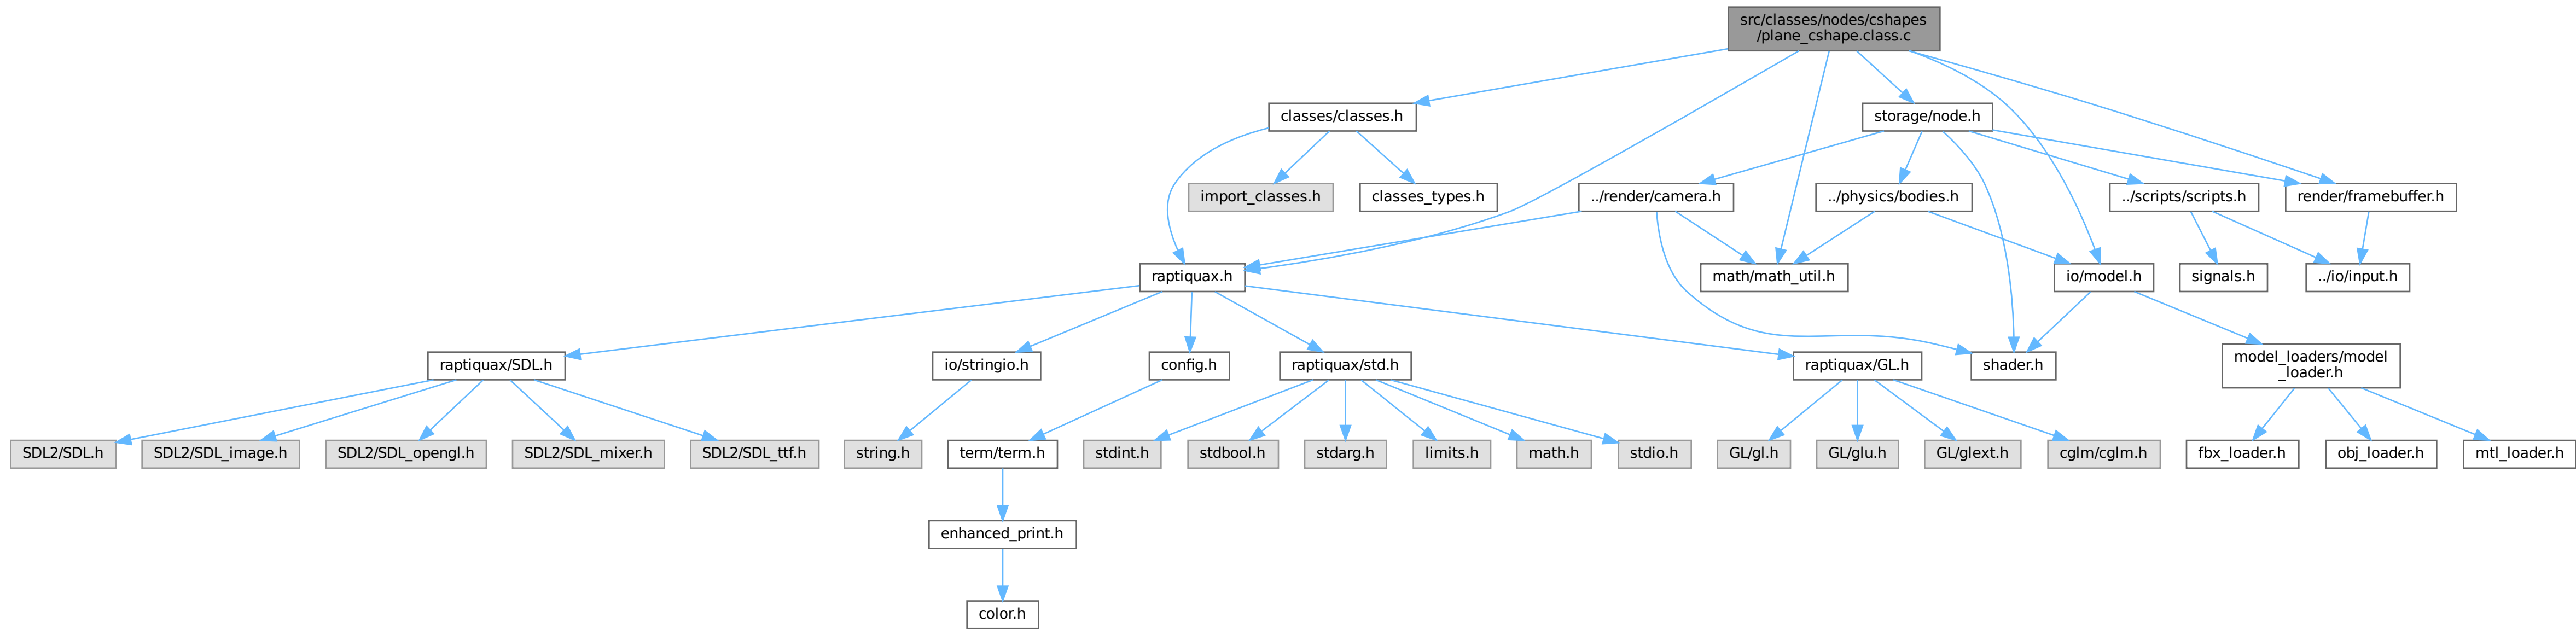 src/classes/nodes/cshapes
/plane_cshape.class.c
classes/classes.h
storage/node.h
import_classes.h
classes_types.h
../render/camera.h
../physics/bodies.h
../scripts/scripts.h
render/framebuffer.h
raptiquax.h
math/math_util.h
io/model.h
signals.h
../io/input.h
raptiquax/SDL.h
io/stringio.h
config.h
raptiquax/std.h
raptiquax/GL.h
shader.h
model_loaders/model
_loader.h
SDL2/SDL.h
SDL2/SDL_image.h
SDL2/SDL_opengl.h
SDL2/SDL_mixer.h
SDL2/SDL_ttf.h
string.h
term/term.h
stdint.h
stdbool.h
stdarg.h
limits.h
math.h
stdio.h
GL/gl.h
GL/glu.h
GL/glext.h
cglm/cglm.h
fbx_loader.h
obj_loader.h
mtl_loader.h
enhanced_print.h
color.h